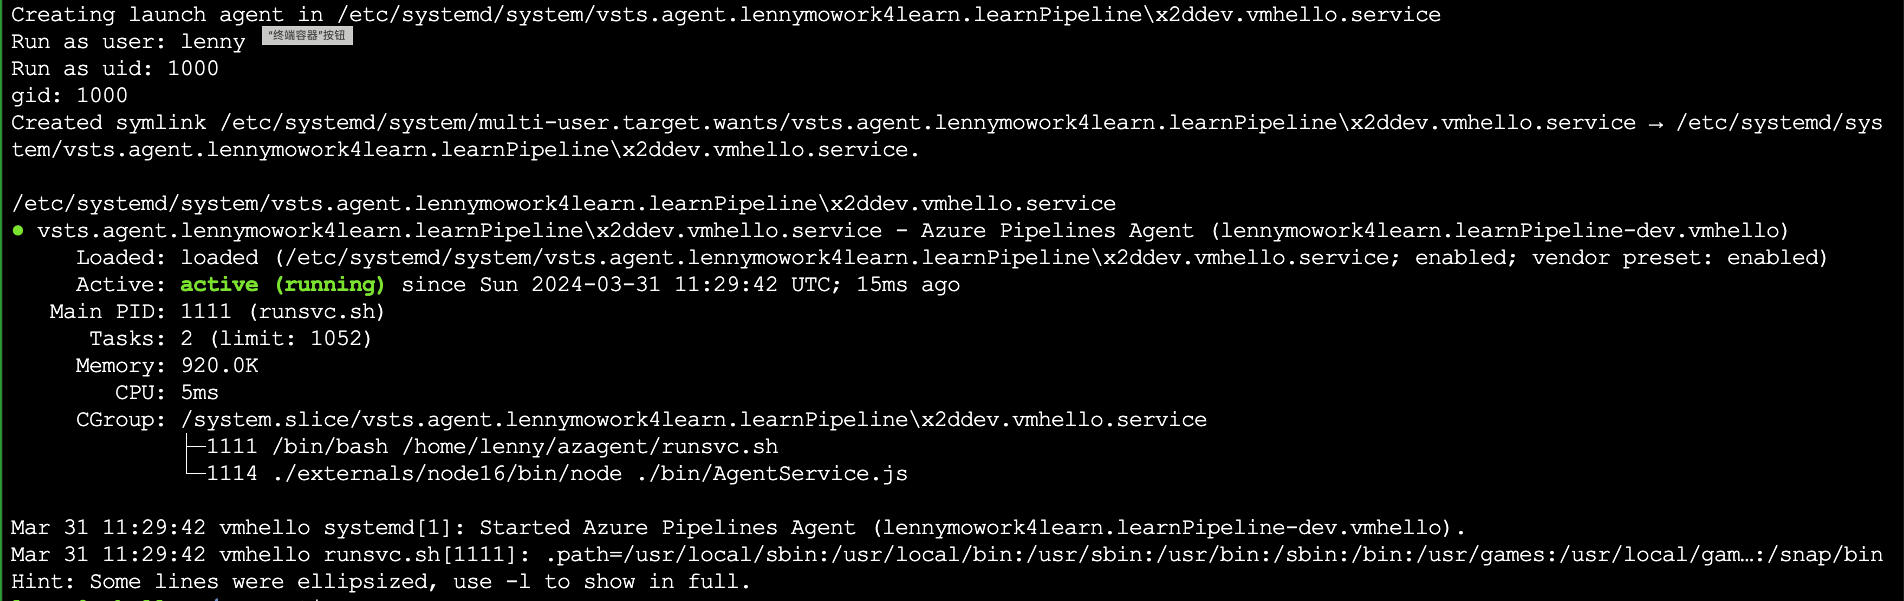 Creating launch agent in /etc/systemd/system/vsts.agent.lennymowork4learn.learnPipeline\x2ddev.vmhello.service
Run as user: lenny
“终端容器”按钮
Run as uid: 1000
gid: 1000
Created symlink /etc/systemd/system/multi-user.target.wants/vsts.agent.lennymowork4learn.learnPipeline\x2ddev.vmhello.service → /etc/systemd/sys
tem/vsts.agent.lennymowork4learn.learnPipeline\x2ddev.vmhello.service.
/etc/systemd/system/vsts.agent.lennymowork4learn.learnPipeline\x2ddev.vmhello.service
● vsts.agent.lennymowork4learn.learnPipeline\x2ddev.vmhello.service - Azure Pipelines Agent (lennymowork4learn.learnPipeline-dev.vmhello)
Loaded: loaded (/etc/systemd/system/vsts.agent.lennymowork4learn.learnPipeline\x2ddev.vmhello.service; enabled; vendor preset: enabled)
Active: active (running) since Sun 2024-03-31 11:29:42 UTC; 15ms ago
Main PID: 1111 (runsvc.sh)
Tasks: 2 (limit: 1052)
Memory: 920.0K
CPU: 5ms
CGroup: /system.slice/vsts.agent.lennymowork4learn.learnPipeline\x2ddev.vmhello.service
├─1111 /bin/bash /home/lenny/azagent/runsvc.sh
└─1114 ./externals/node16/bin/node ./bin/AgentService.js
Mar 31 11:29:42 vmhello systemd[1]: Started Azure Pipelines Agent (lennymowork4learn.learnPipeline-dev.vmhello).
Mar 31 11:29:42 vmhello runsvc.sh[1111]: .path=/usr/local/sbin:/usr/local/bin:/usr/sbin:/usr/bin:/sbin:/bin:/usr/games:/usr/local/gam…:/snap/bin
Hint: Some lines were ellipsized, use -l to show in full.